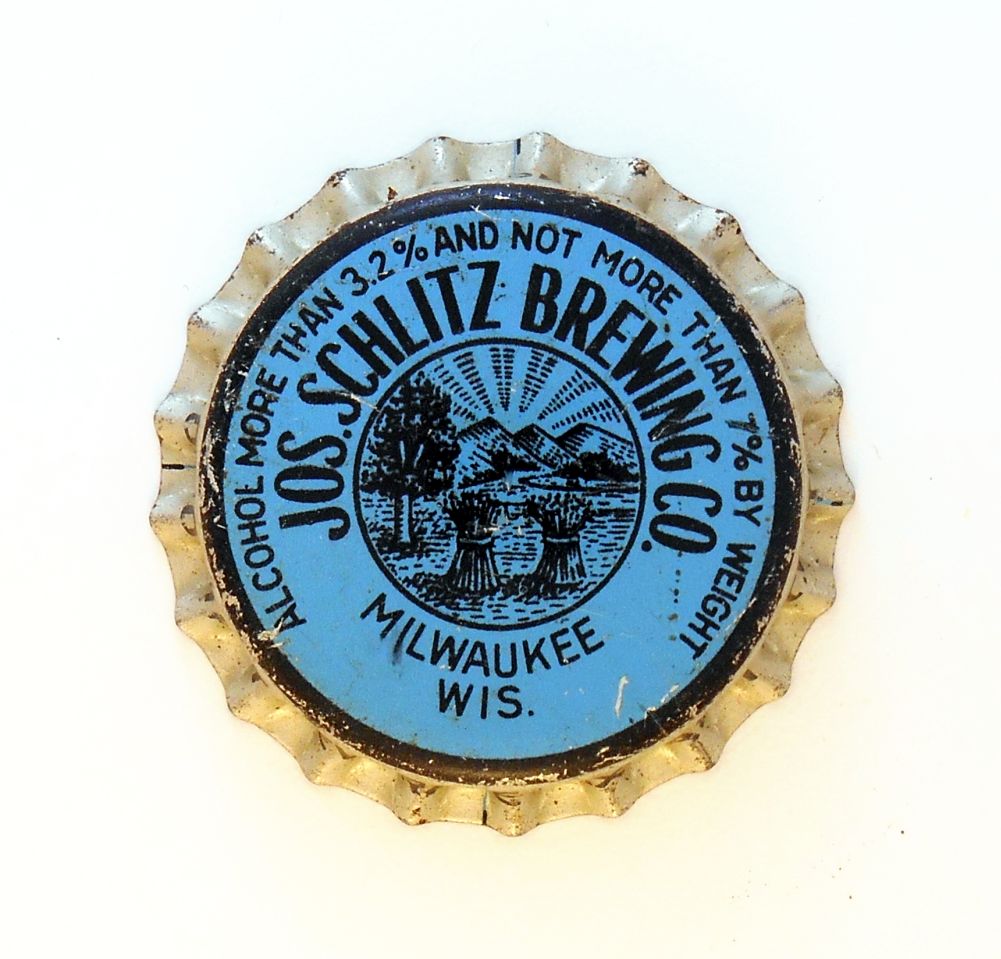 ALCOHOL MORE THAN 3.2% AND NOT MORE THAN 7% BY WEIGHT
JOS. SCHLITZ BREWING CO.
MILWAUKEE
WIS.